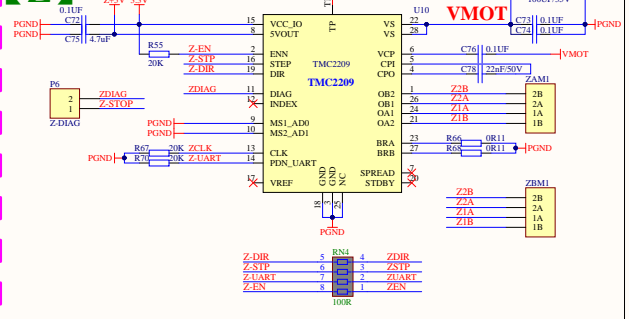 0.1UF
PGND C72
PGND
C75 4.7uF
R55
20K
Z-EN
Z-STP
Z-DIR
15 VCC_IO
8 5VOUT
2 ENN
16 STEP
19 DIR
ZDIAG 11 DIAG
12 INDEX
PGND 9 MS1_AD0
PGND 10 MS2_AD1
R67 20K ZCLK 13 CLK
PGND
R70 20K Z-UART 14 PDN_UART
17 VREF
TP
TMC2209
TMC2209
U10
VMOT
VS 22
VS 28
C73 0.1UF
C74 0.1UF
PGND
VCP 6 C76 0.1UF VMOT
CPI 5
CPO 4 C78 22nF/50V
OB2 1 Z2B
OB1 26 Z2A
OA1 24 Z1A
OA2 21 Z1B
ZAM1
2B
2A
1A
1B
BRA 23 R66 0R11
BRB 27 R68 0R11
PGND
SPREAD 7
STDBY 20
GND GND NC
18 3 25
PGND
P6
2 ZDIAG
1 Z-STOP
Z-DIAG
ZBM1
Z2B 2B
Z2A 2A
Z1A 1A
Z1B 1B
RN4
Z-DIR 5 4 ZDIR
Z-STP 6 3 ZSTP
Z-UART 7 2 ZUART
Z-EN 8 1 ZEN
100R